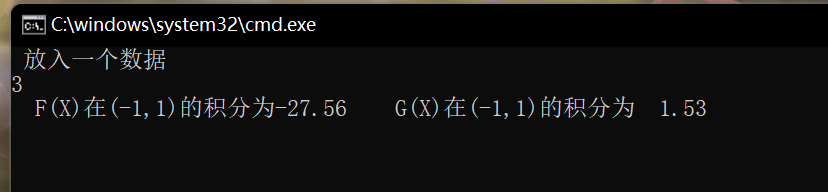 C:\windows\system32\cmd.exe
放入一个数据
3
F(X)在(-1,1)的积分为-27.56    G(X)在(-1,1)的积分为  1.53